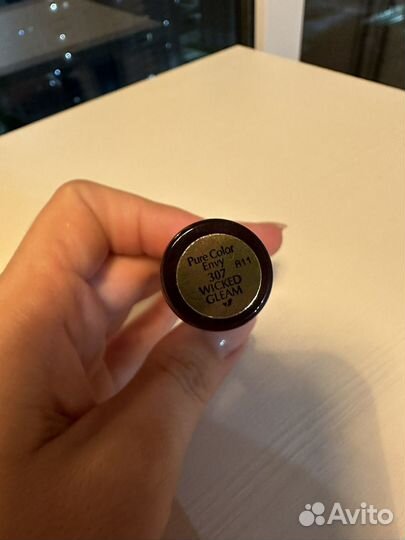 Pure Color
Envy
307 R11
WICKED
GLEAM
Avito